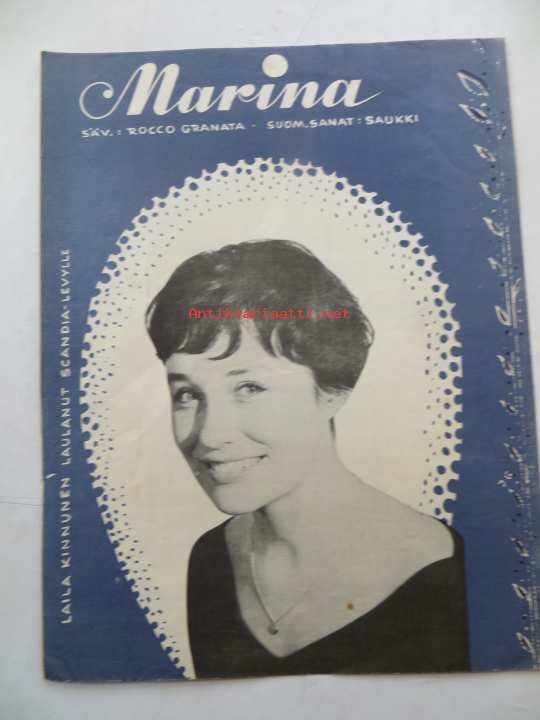 Marina
SÄV.: ROCCO GRANATA - SUOM. SANAT: SAUKKI
Antikvariaatti.net
LAILA KINNUNEN LAULANUT SCANDIA-LEVYLLE